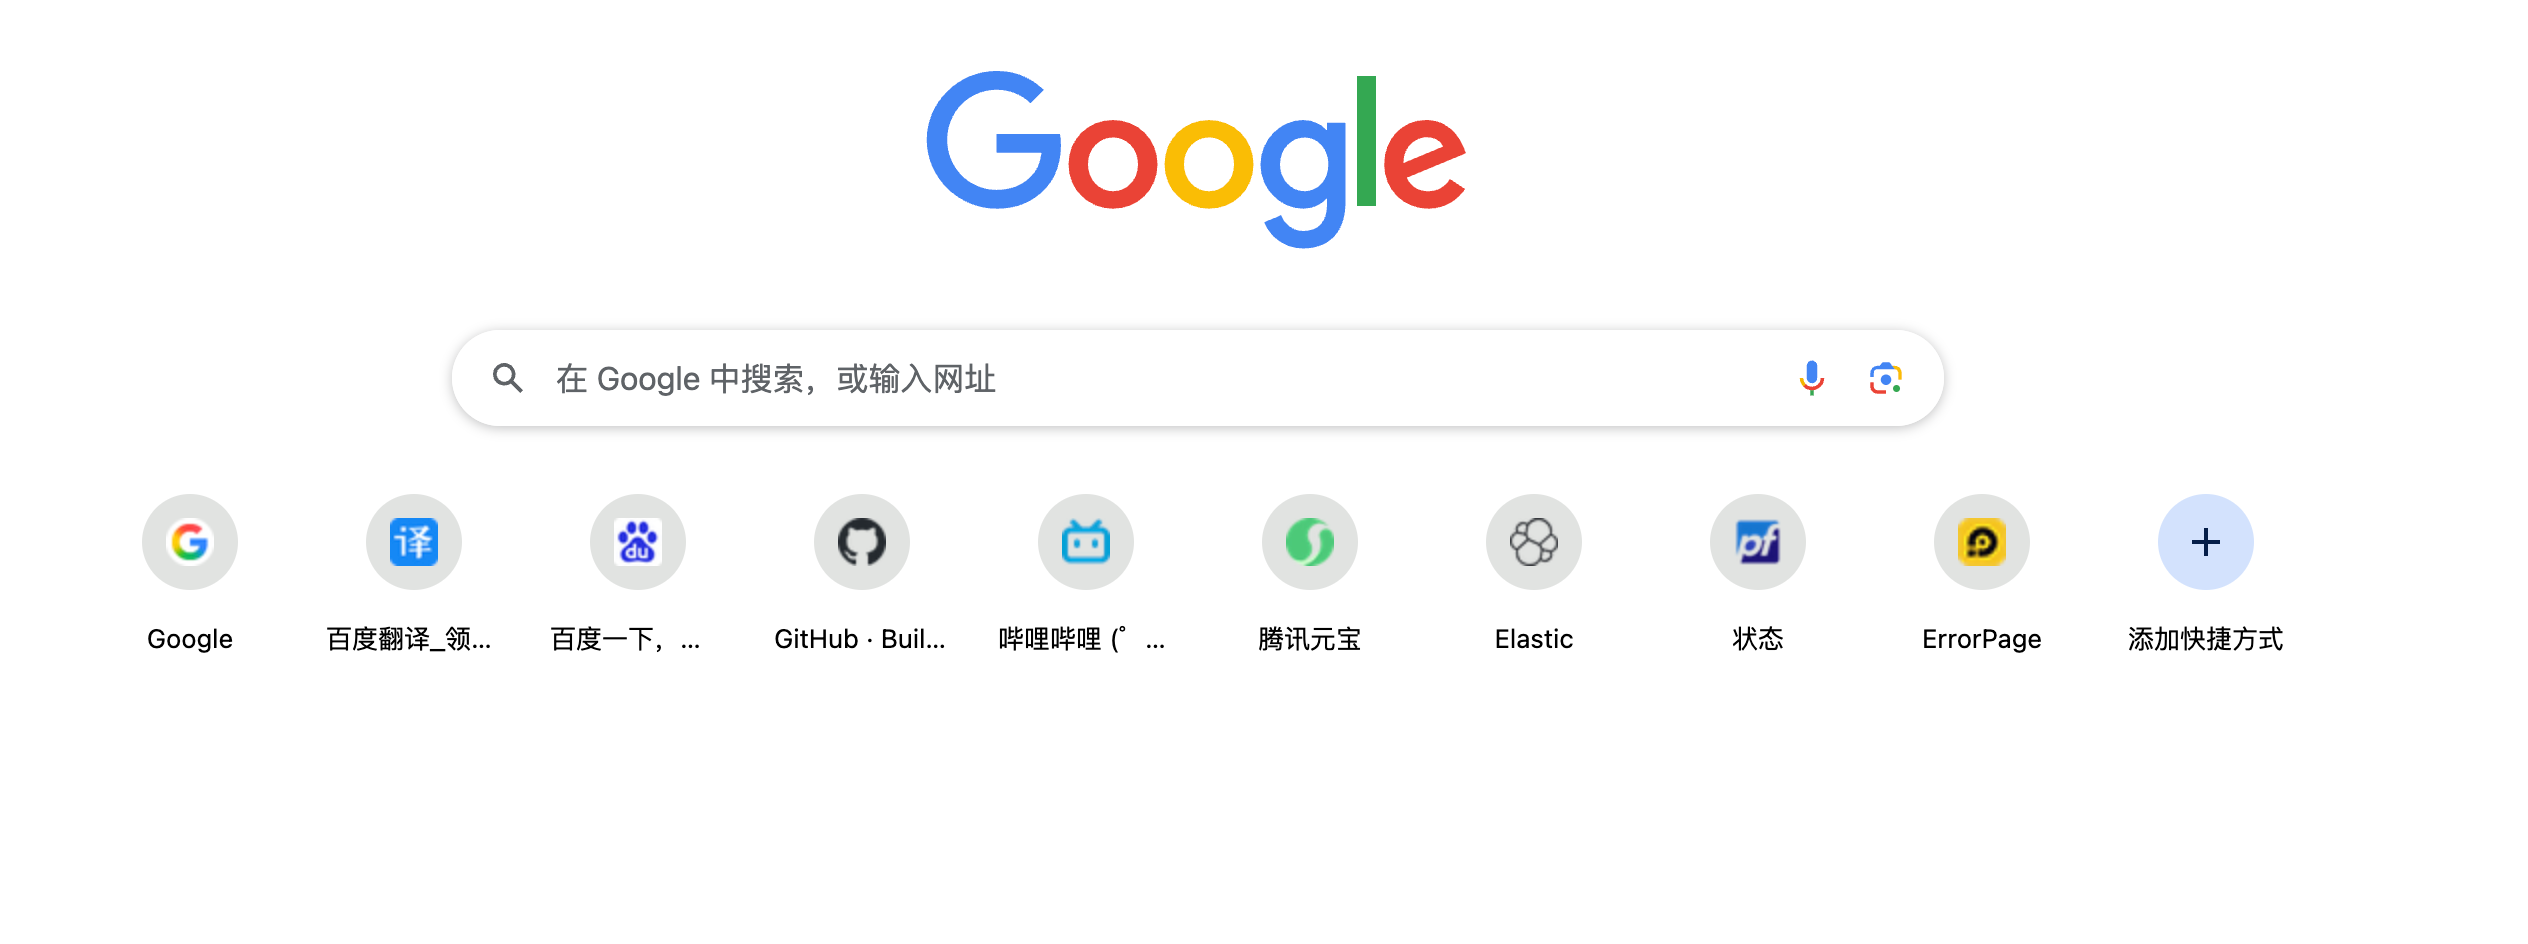 Google
在 Google 中搜索，或输入网址
译
du
pf
Google
百度翻译_领...
百度一下，...
GitHub · Buil...
哔哩哔哩 (゜...
腾讯元宝
Elastic
状态
ErrorPage
添加快捷方式